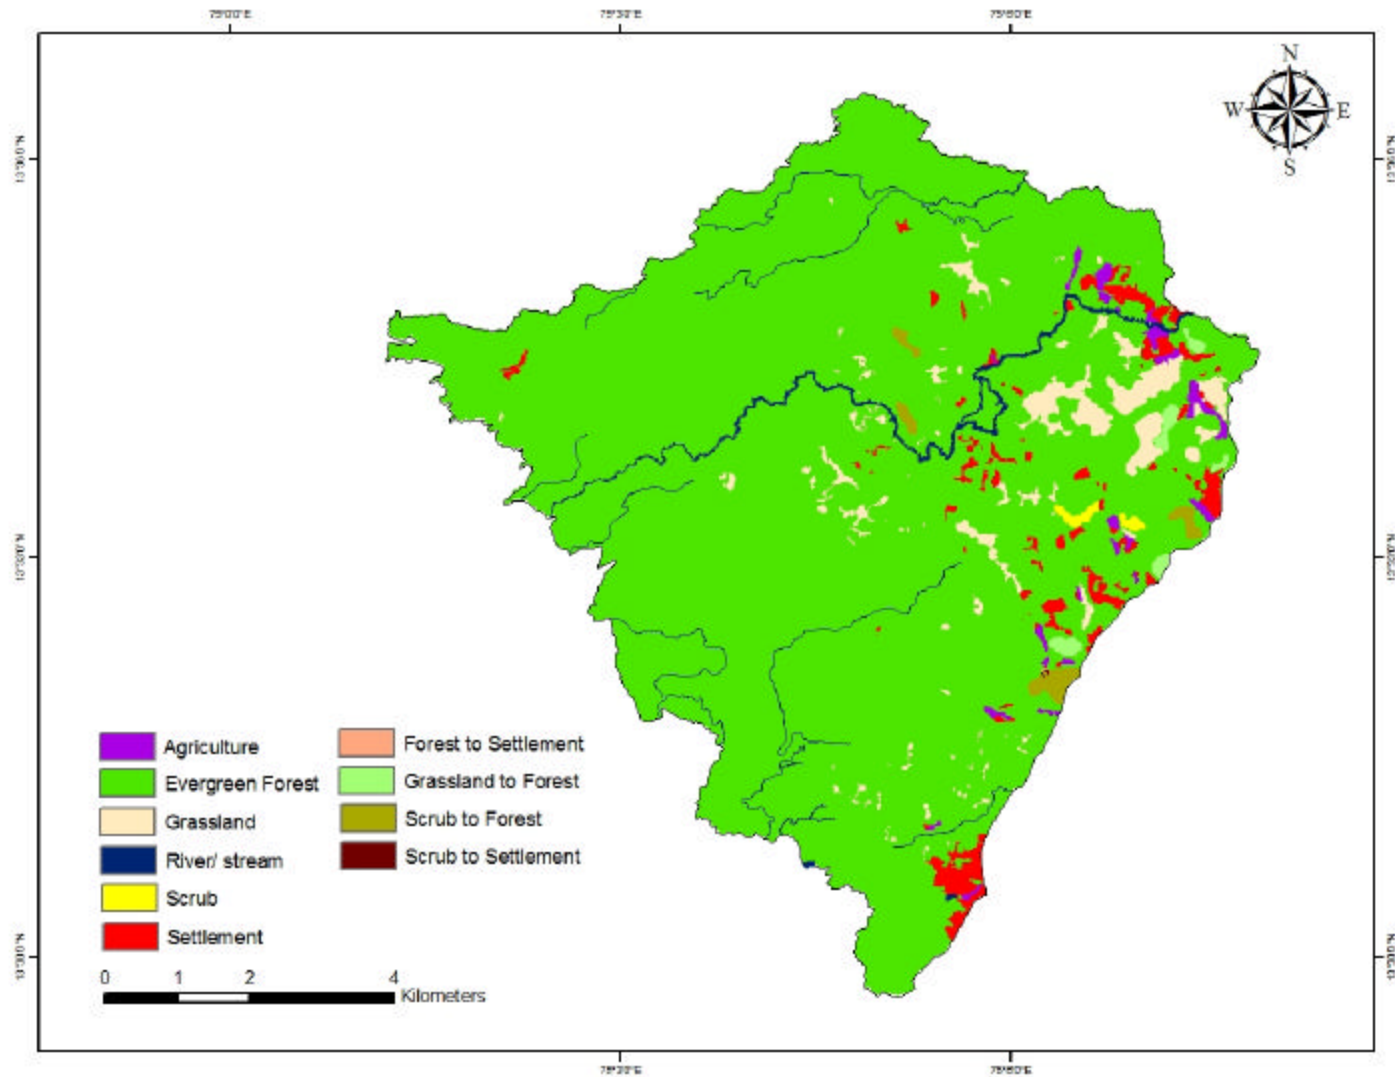 N
W E
S
Agriculture
Evergreen Forest
Grassland
River/ stream
Scrub
Settlement
Forest to Settlement
Grassland to Forest
Scrub to Forest
Scrub to Settlement
0 1 2 4
Kilometers